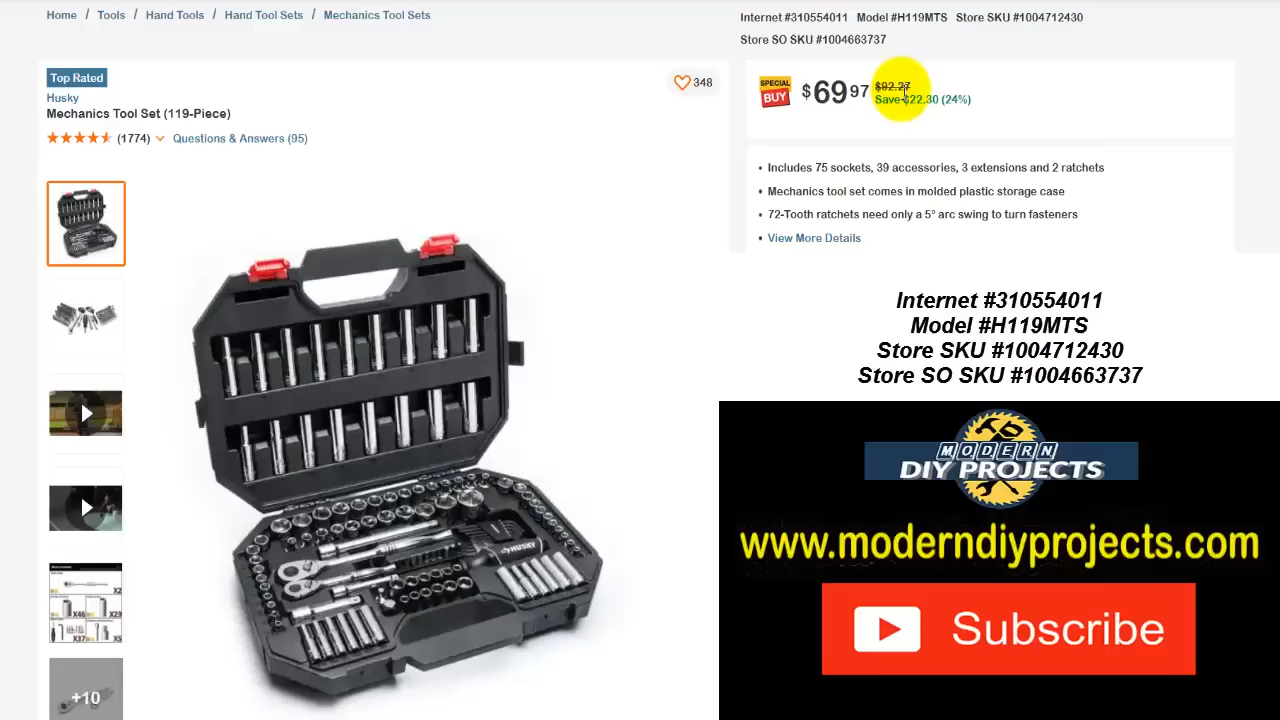 Home / Tools / Hand Tools / Hand Tool Sets / Mechanics Tool Sets
Internet #310554011 Model #H119MTS Store SKU #1004712430
Store SO SKU #1004663737
Top Rated
348
Husky
Mechanics Tool Set (119-Piece)
(1774) Questions & Answers (95)
SPECIAL
BUY
$69 97
$92.27
Save $22.30 (24%)
• Includes 75 sockets, 39 accessories, 3 extensions and 2 ratchets
• Mechanics tool set comes in molded plastic storage case
• 72-Tooth ratchets need only a 5° arc swing to turn fasteners
• View More Details
HUSKY
X2
X46
X29
X37
X5
+10
Internet #310554011
Model #H119MTS
Store SKU #1004712430
Store SO SKU #1004663737
MODERN
DIY PROJECTS
www.moderndiyprojects.com
Subscribe